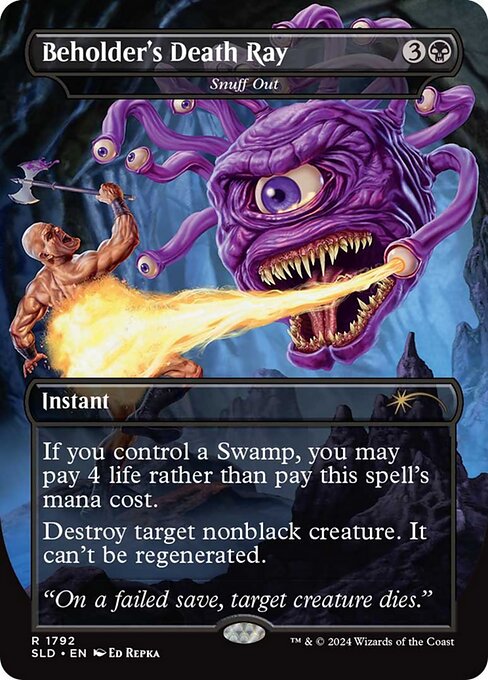 Beholder's Death Ray 3
Snuff Out
Instant
If you control a Swamp, you may
pay 4 life rather than pay this spell's
mana cost.
Destroy target nonblack creature. It
can't be regenerated.
“On a failed save, target creature dies.”
R 1792
SLD • EN Ed Repka
™ & © 2024 Wizards of the Coast